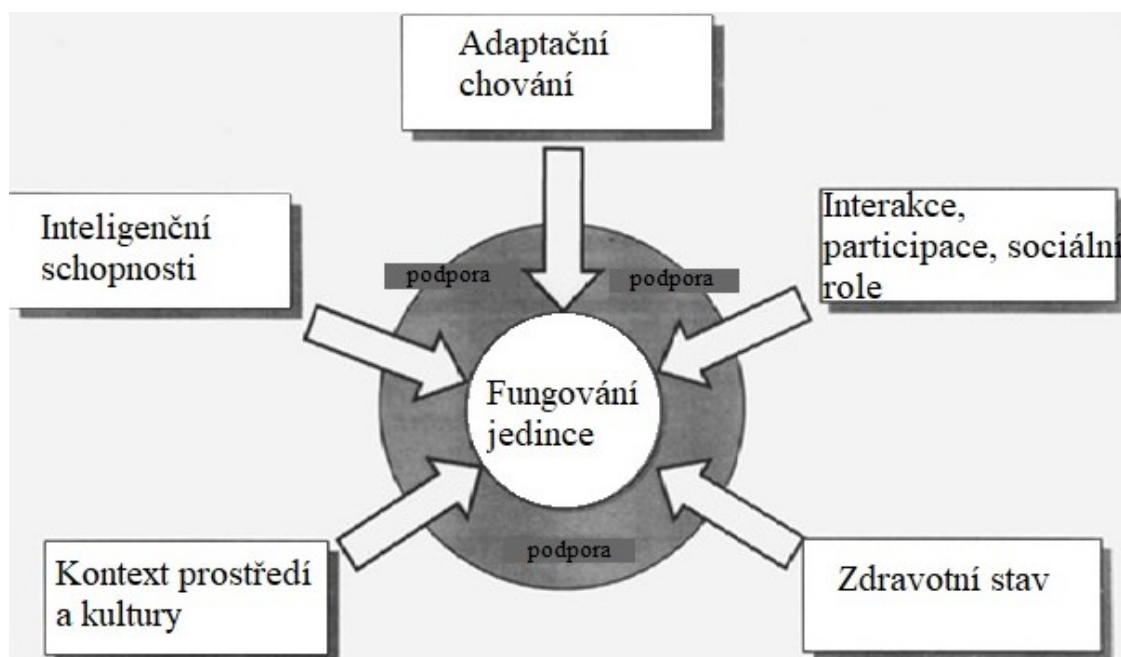 Adaptační
chování
Inteligenční
schopnosti
Interakce,
participace, sociální
role
podpora
podpora
Fungování
jedince
podpora
Kontext prostředí
a kultury
Zdravotní stav